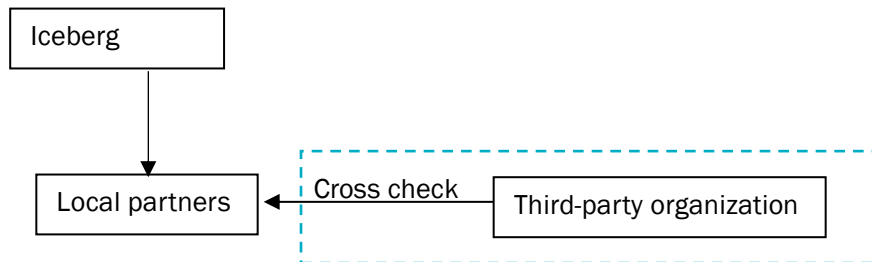 Iceberg
Local partners
Cross check
Third-party organization